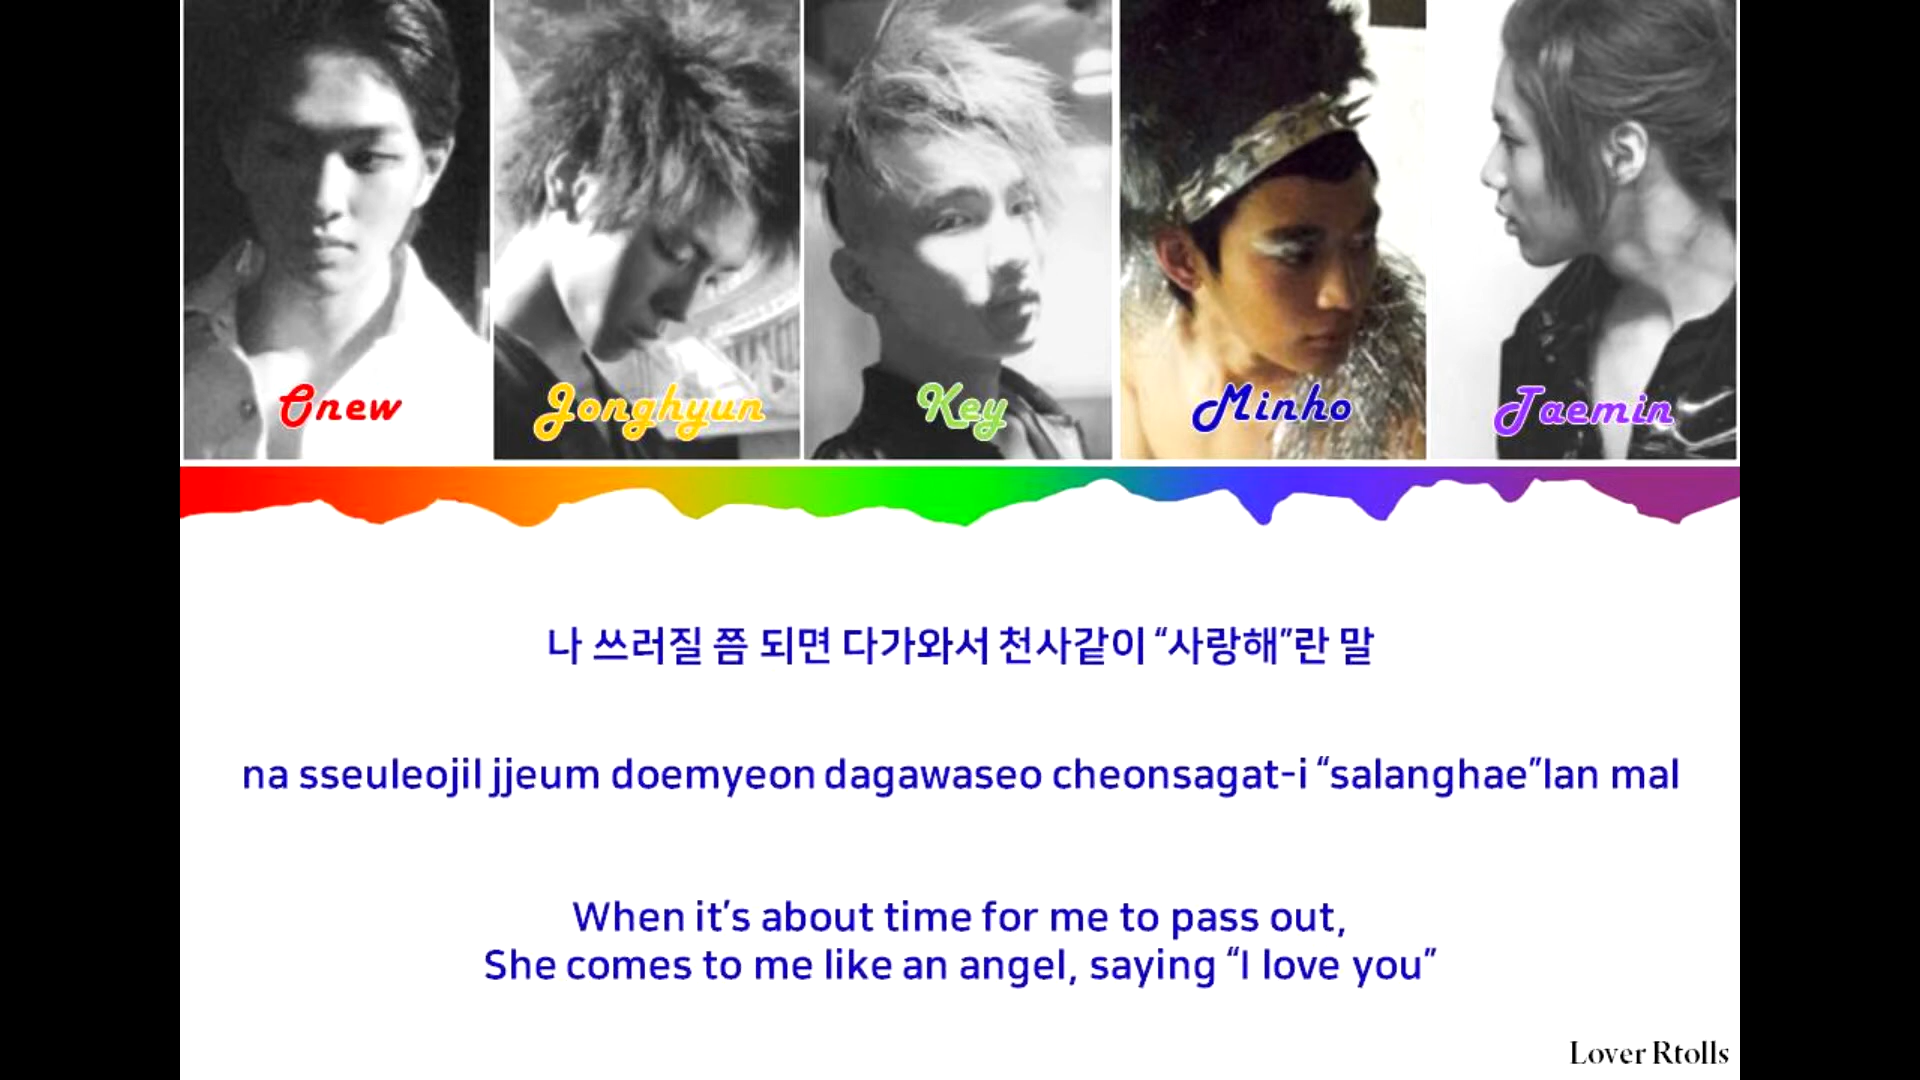 Onew
Jonghyun
Key
Minho
Taemin
나 쓰러질 쯤 되면 다가와서 천사같이 “사랑해”란 말
na sseuleojil jjeum doemyeon dagawaseo cheonsagat-i “salanghae”lan mal
When it’s about time for me to pass out,
She comes to me like an angel, saying “I love you”
Lover Rtolls